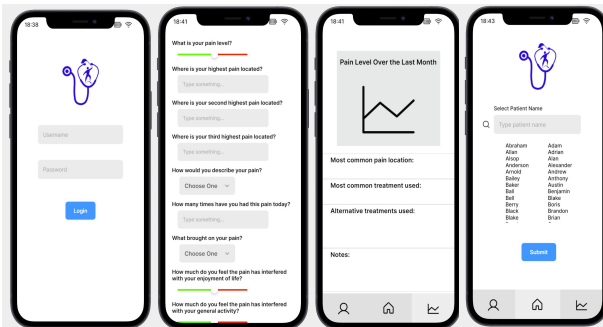 18:38
Username
Password
Login
18:41
What is your pain level?
Where is your highest pain located?
Type something...
Where is your second highest pain located?
Type something...
Where is your third highest pain located?
Type something...
How would you describe your pain?
Choose One
How many times have you had this pain today?
Type something...
What brought on your pain?
Choose One
How much do you feel the pain has interfered
with your enjoyment of life?
How much do you feel the pain has interfered
with your general activity?
18:41
Pain Level Over the Last Month
Most common pain location:
Most common treatment used:
Alternative treatments used:
Notes:
18:43
Select Patient Name
Type patient name
Abraham Adam
Allan Adrian
Alsop Alan
Anderson Alexander
Arnold Andrew
Bailey Anthony
Baker Austin
Ball Benjamin
Bell Blake
Berry Boris
Black Brandon
Blake Brian
Submit